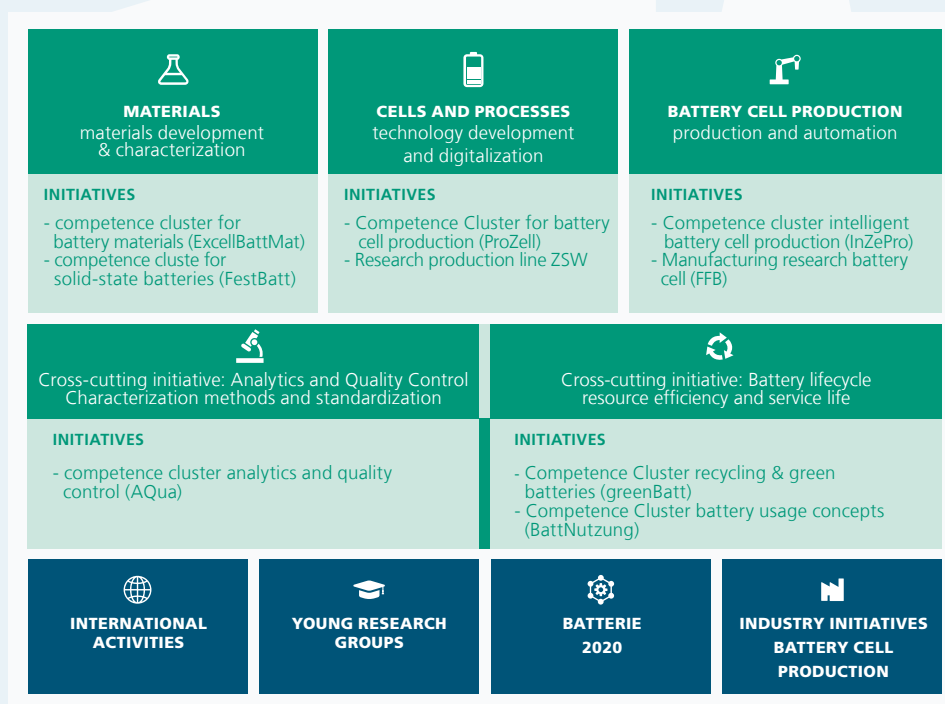 MATERIALS
materials development
& characterization
INITIATIVES
- competence cluster for
battery materials (ExcellBattMat)
- competence cluste for
solid-state batteries (FestBatt)
CELLS AND PROCESSES
technology development
and digitalization
INITIATIVES
- Competence Cluster for battery
cell production (ProZell)
- Research production line ZSW
BATTERY CELL PRODUCTION
production and automation
INITIATIVES
- Competence cluster intelligent
battery cell production (InZePro)
- Manufacturing research battery
cell (FFB)
Cross-cutting initiative: Analytics and Quality Control
Characterization methods and standardization
INITIATIVES
- competence cluster analytics and quality
control (AQua)
Cross-cutting initiative: Battery lifecycle
resource efficiency and service life
INITIATIVES
- Competence Cluster recycling & green
batteries (greenBatt)
- Competence Cluster battery usage concepts
(BattNutzung)
INTERNATIONAL
ACTIVITIES
YOUNG RESEARCH
GROUPS
BATTERIE
2020
INDUSTRY INITIATIVES
BATTERY CELL
PRODUCTION